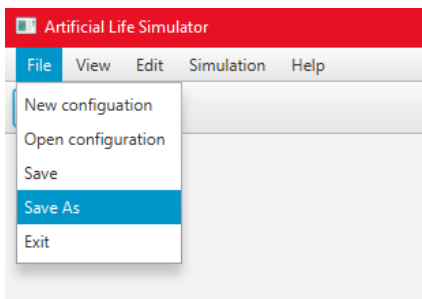 Artificial Life Simulator
File View Edit Simulation Help
New configuation
Open configuration
Save
Save As
Exit